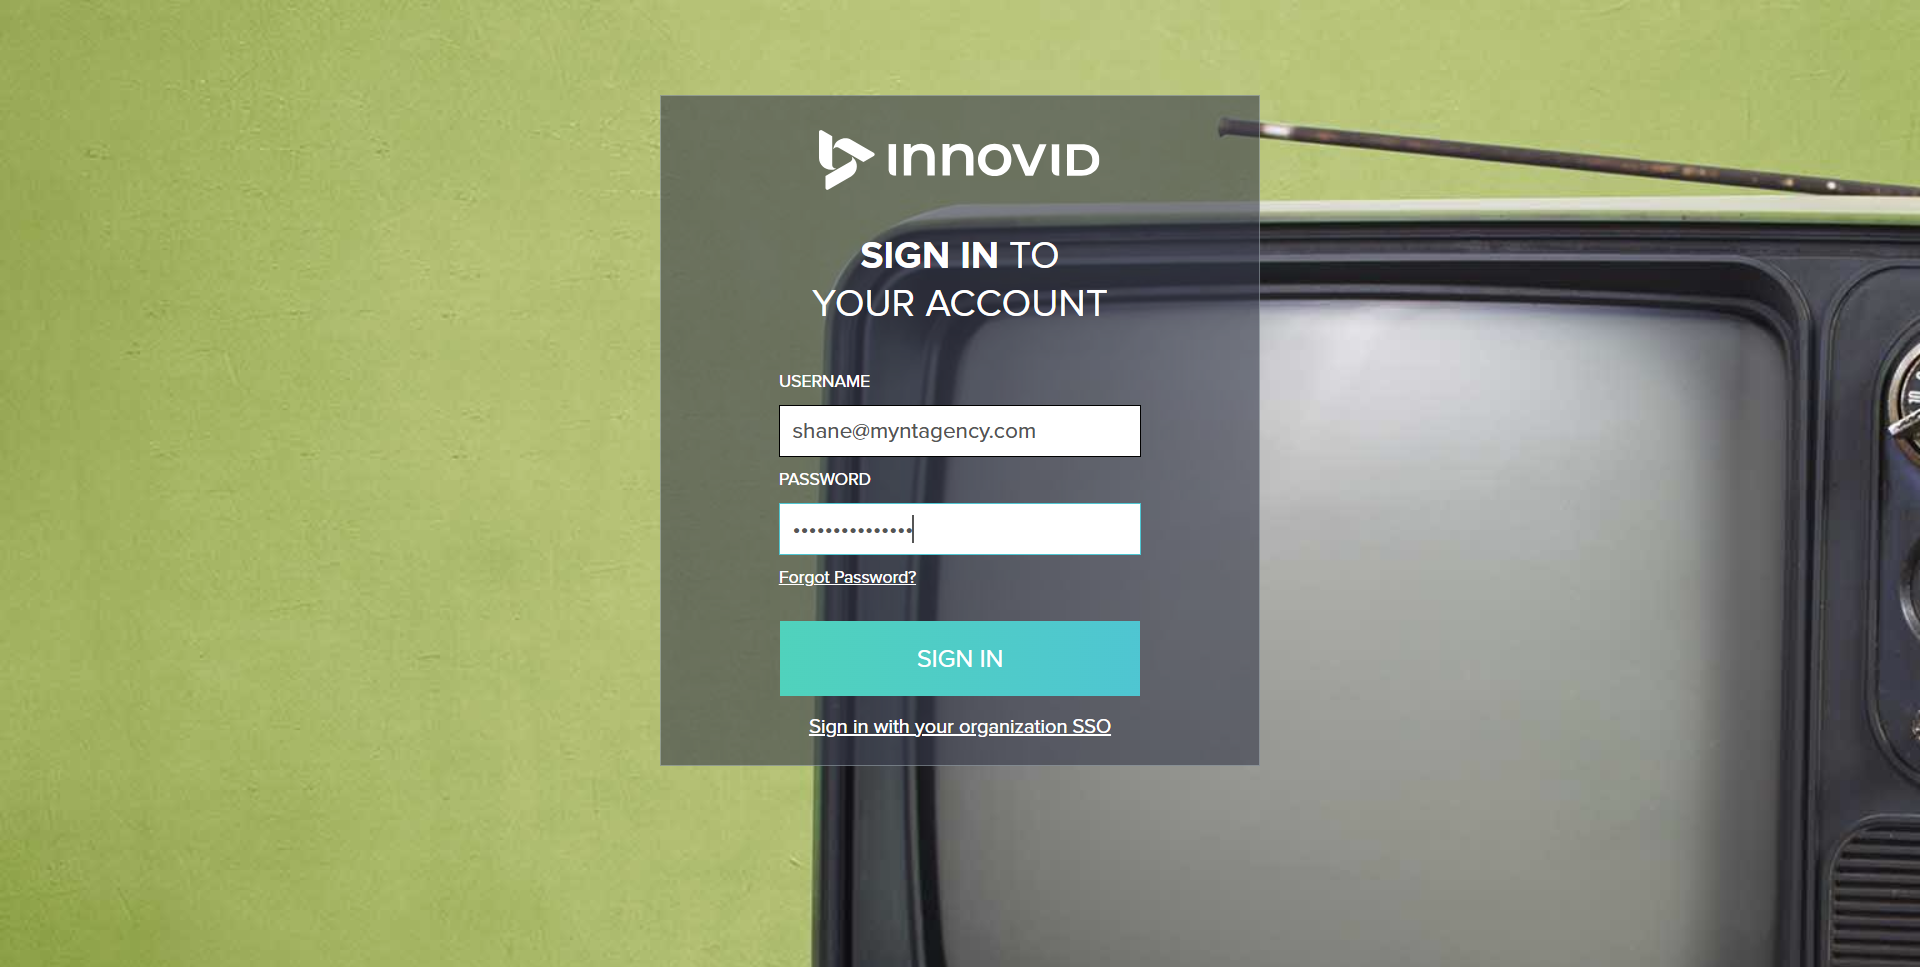 INNOVID
SIGN IN TO
YOUR ACCOUNT
USERNAME
shane@myntagency.com
PASSWORD
•••••••••••••••
Forgot Password?
SIGN IN
Sign in with your organization SSO